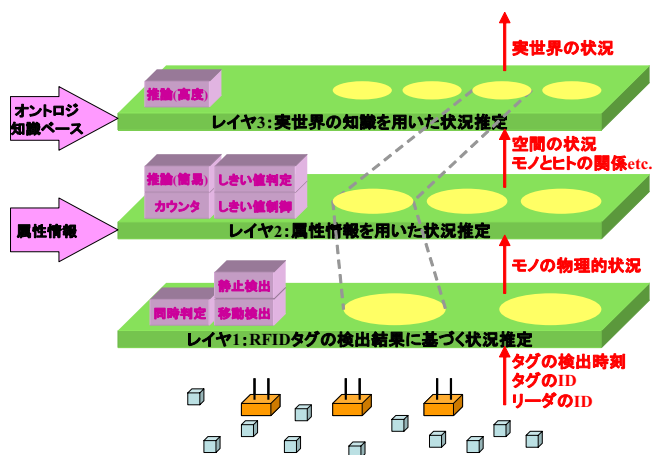 実世界の状況
推論(高度)
オントロジ
知識ベース
レイヤ3:実世界の知識を用いた状況推定
空間の状況
モノとヒトの関係etc.
推論(簡易)
しきい値判定
カウンタ
しきい値制御
属性情報
レイヤ2:属性情報を用いた状況推定
モノの物理的状況
静止検出
同時判定
移動検出
レイヤ1:RFIDタグの検出結果に基づく状況推定
タグの検出時刻
タグのID
リーダのID